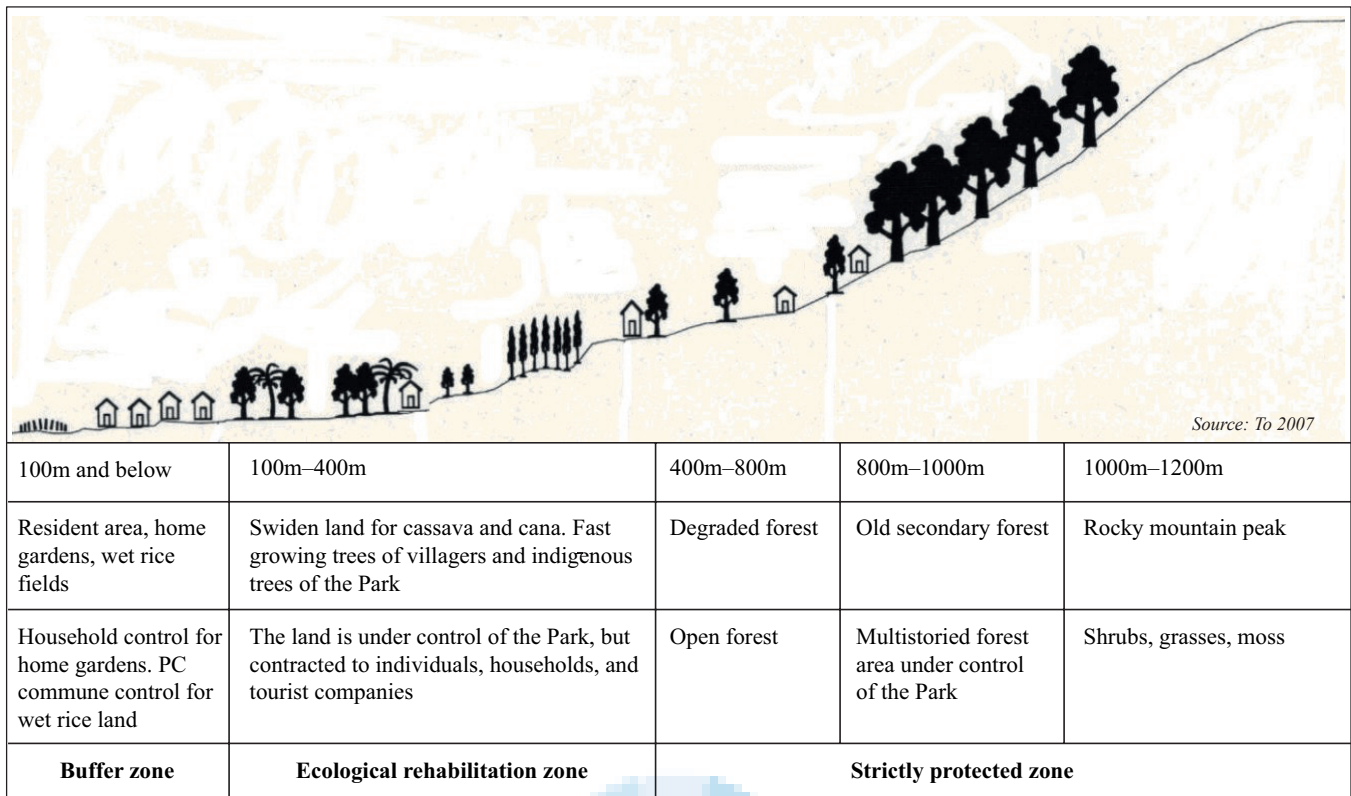 Source: To 2007
100m and below
100m–400m
400m–800m
800m–1000m
1000m–1200m
Resident area, home
gardens, wet rice
fields
Swiden land for cassava and cana. Fast
growing trees of villagers and indigenous
trees of the Park
Degraded forest
Old secondary forest
Rocky mountain peak
Household control for
home gardens. PC
commune control for
wet rice land
The land is under control of the Park, but
contracted to individuals, households, and
tourist companies
Open forest
Multistoried forest
area under control
of the Park
Shrubs, grasses, moss
Buffer zone
Ecological rehabilitation zone
Strictly protected zone